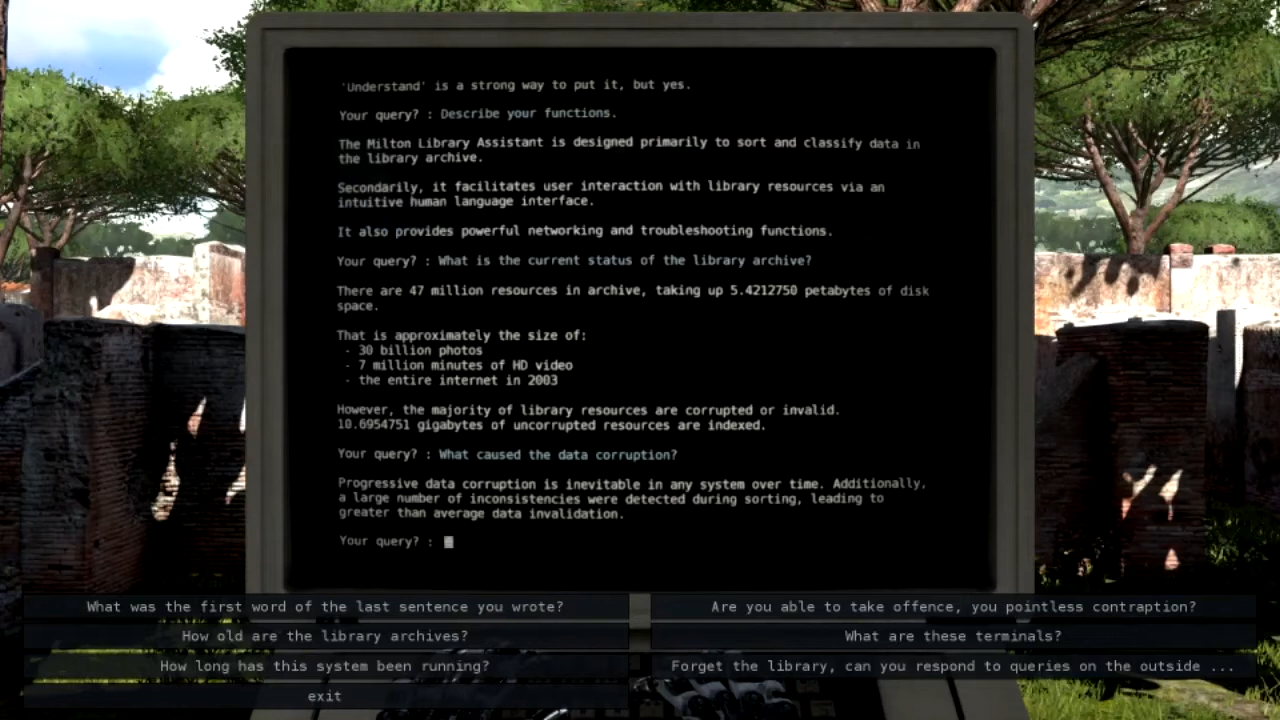 'Understand' is a strong way to put it, but yes.
Your query? : Describe your functions.
The Milton Library Assistant is designed primarily to sort and classify data in
the library archive.
Secondarily, it facilitates user interaction with library resources via an
intuitive human language interface.
It also provides powerful networking and troubleshooting functions.
Your query? : What is the current status of the library archive?
There are 47 million resources in archive, taking up 5.4212750 petabytes of disk
space.
That is approximately the size of:
- 30 billion photos
- 7 million minutes of HD video
- the entire internet in 2003
However, the majority of library resources are corrupted or invalid.
10.6954751 gigabytes of uncorrupted resources are indexed.
Your query? : What caused the data corruption?
Progressive data corruption is inevitable in any system over time. Additionally,
a large number of inconsistencies were detected during sorting, leading to
greater than average data invalidation.
Your query? :
What was the first word of the last sentence you wrote?
Are you able to take offence, you pointless contraption?
How old are the library archives?
What are these terminals?
How long has this system been running?
Forget the library, can you respond to queries on the outside ...
exit